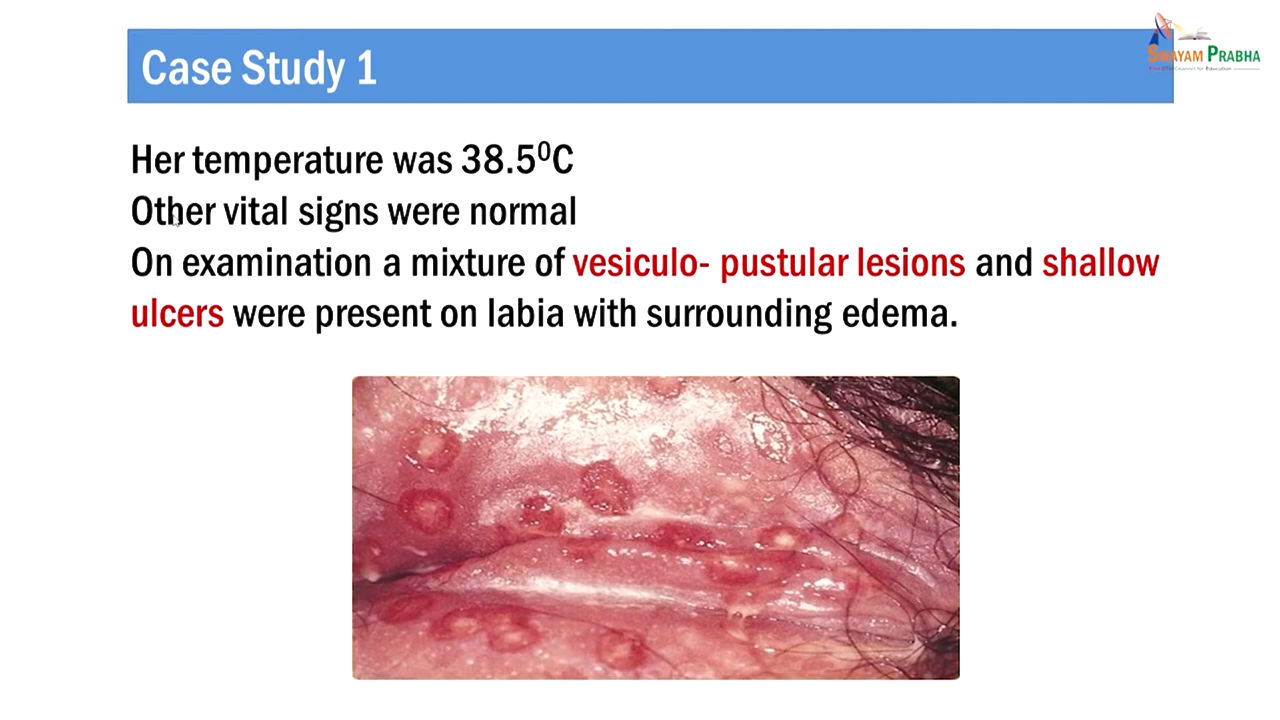 Case Study 1
SWAYAM PRABHA
Her temperature was 38.5⁰C
Other vital signs were normal
On examination a mixture of vesiculo- pustular lesions and shallow
ulcers were present on labia with surrounding edema.